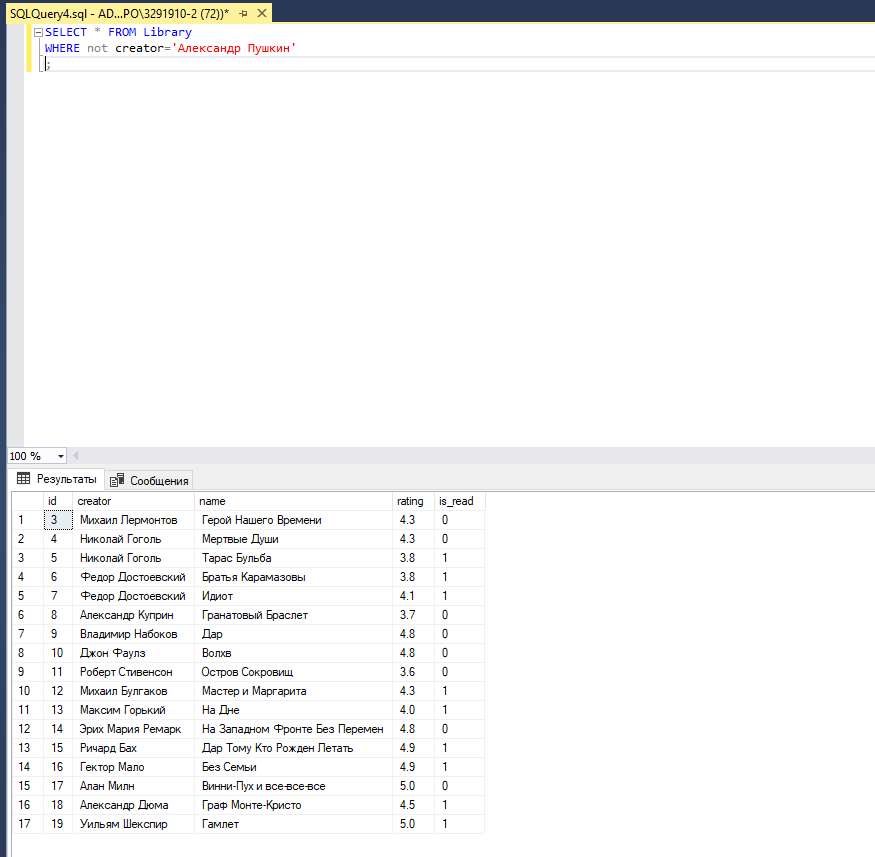 SQLQuery4.sql - AD...PO\3291910-2 (72))*
SELECT * FROM Library
WHERE not creator='Александр Пушкин'
;
100 %
Результаты Сообщения
id creator name rating is_read
1 3 Михаил Лермонтов Герой Нашего Времени 4.3 0
2 4 Николай Гоголь Мертвые Души 4.3 0
3 5 Николай Гоголь Тарас Бульба 3.8 1
4 6 Федор Достоевский Братья Карамазовы 3.8 1
5 7 Федор Достоевский Идиот 4.1 1
6 8 Александр Куприн Гранатовый Браслет 3.7 0
7 9 Владимир Набоков Дар 4.8 0
8 10 Джон Фаулз Волхв 4.8 0
9 11 Роберт Стивенсон Остров Сокровищ 3.6 0
10 12 Михаил Булгаков Мастер и Маргарита 4.3 1
11 13 Максим Горький На Дне 4.0 1
12 14 Эрих Мария Ремарк На Западном Фронте Без Перемен 4.8 0
13 15 Ричард Бах Дар Тому Кто Рожден Летать 4.9 1
14 16 Гектор Мало Без Семьи 4.9 1
15 17 Алан Милн Винни-Пух и все-все-все 5.0 0
16 18 Александр Дюма Граф Монте-Кристо 4.5 1
17 19 Уильям Шекспир Гамлет 5.0 1